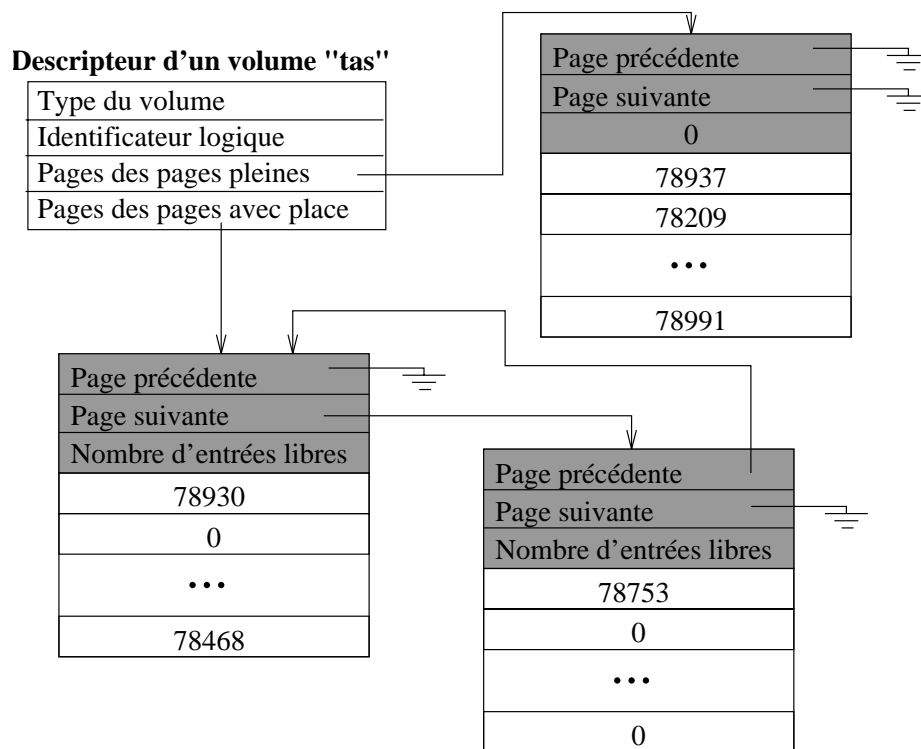 Descripteur d'un volume "tas"
Type du volume
Identificateur logique
Pages des pages pleines
Pages des pages avec place
Page précédente
Page suivante
0
78937
78209
...
78991
Page précédente
Page suivante
Nombre d'entrées libres
78930
0
...
78468
Page précédente
Page suivante
Nombre d'entrées libres
78753
0
...
0